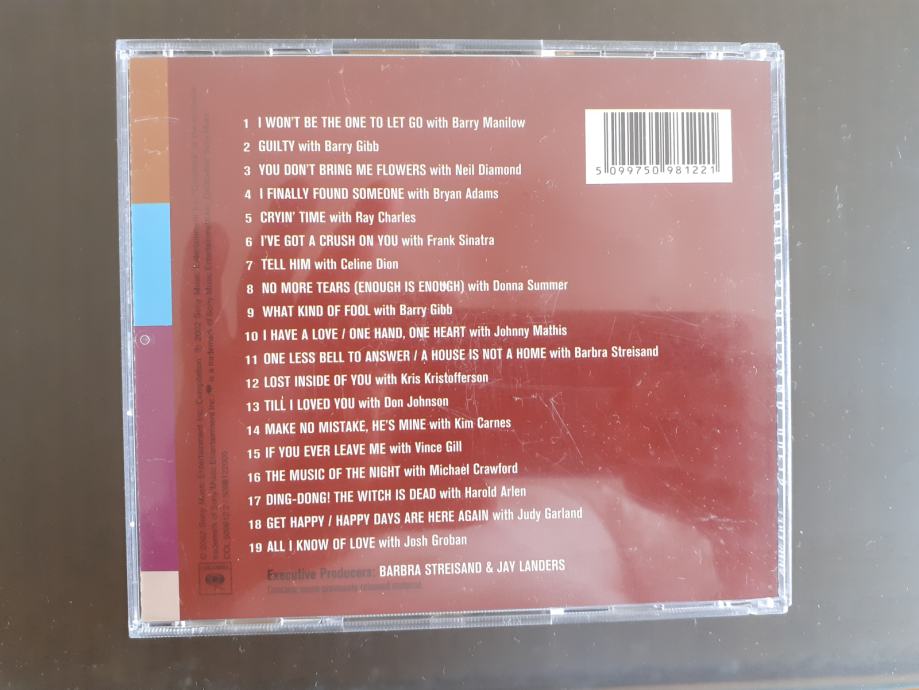 1 I WON'T BE THE ONE TO LET GO with Barry Manilow
2 GUILTY with Barry Gibb
3 YOU DON'T BRING ME FLOWERS with Neil Diamond
4 I FINALLY FOUND SOMEONE with Bryan Adams
5 CRYIN' TIME with Ray Charles
6 I'VE GOT A CRUSH ON YOU with Frank Sinatra
7 TELL HIM with Celine Dion
8 NO MORE TEARS (ENOUGH IS ENOUGH) with Donna Summer
9 WHAT KIND OF FOOL with Barry Gibb
10 I HAVE A LOVE / ONE HAND, ONE HEART with Johnny Mathis
11 ONE LESS BELL TO ANSWER / A HOUSE IS NOT A HOME with Barbra Streisand
12 LOST INSIDE OF YOU with Kris Kristofferson
13 TILL I LOVED YOU with Don Johnson
14 MAKE NO MISTAKE, HE'S MINE with Kim Carnes
15 IF YOU EVER LEAVE ME with Vince Gill
16 THE MUSIC OF THE NIGHT with Michael Crawford
17 DING-DONG! THE WITCH IS DEAD with Harold Arlen
18 GET HAPPY / HAPPY DAYS ARE HERE AGAIN with Judy Garland
19 ALL I KNOW OF LOVE with Josh Groban
Executive Producers: BARBRA STREISAND & JAY LANDERS
5 099750 981221